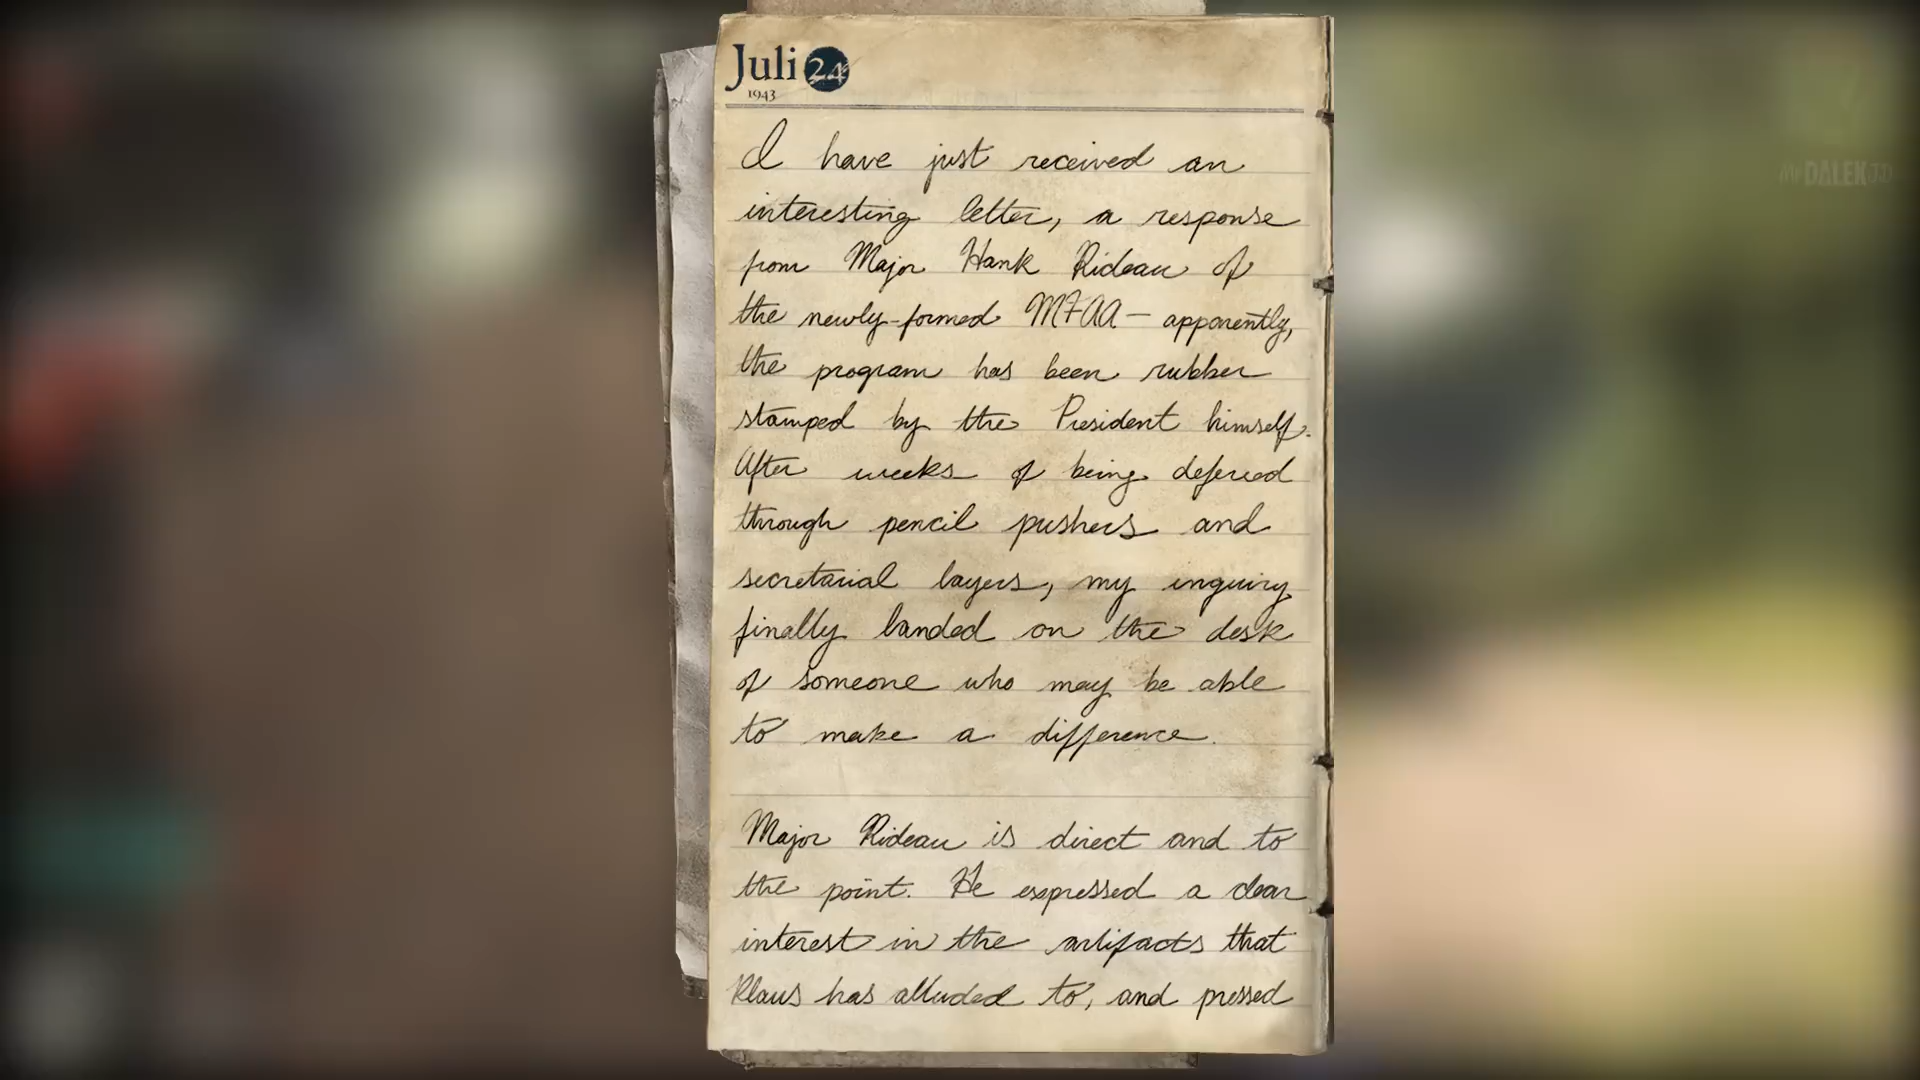 Juli 24
1943
I have just received an
interesting letter, a response
from Major Hank Rideau of
the newly-formed MFAA — apparently,
the program has been rubber
stamped by the President himself.
After weeks of being deferred
through pencil pushers and
secretarial layers, my inquiry
finally landed on the desk
of someone who may be able
to make a difference.
Major Rideau is direct and to
the point. He expressed a clear
interest in the artifacts that
Klaus has alluded to, and pressed
MrDALEKJD